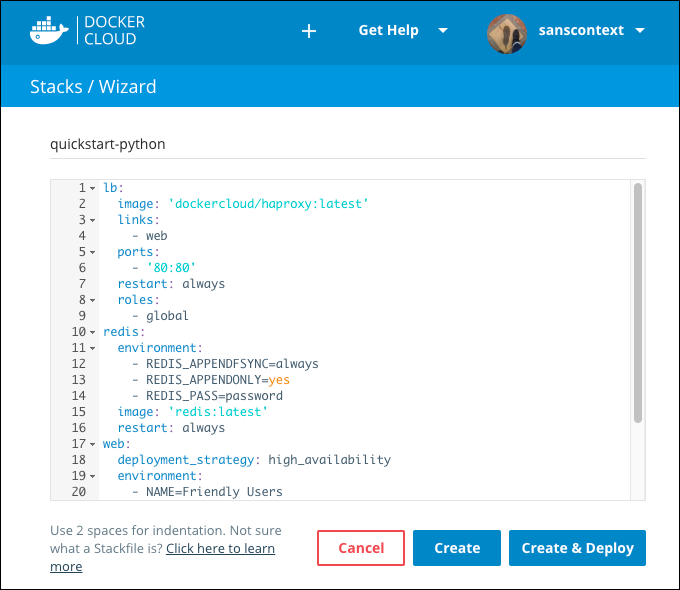 DOCKER
CLOUD
+
Get Help
sanscontext
Stacks / Wizard
quickstart-python
1 lb:
2   image: 'dockercloud/haproxy:latest'
3   links:
4     - web
5   ports:
6     - '80:80'
7   restart: always
8   roles:
9     - global
10 redis:
11   environment:
12     - REDIS_APPENDFSYNC=always
13     - REDIS_APPENDONLY=yes
14     - REDIS_PASS=password
15   image: 'redis:latest'
16   restart: always
17 web:
18   deployment_strategy: high_availability
19   environment:
20     - NAME=Friendly Users
Use 2 spaces for indentation. Not sure
what a Stackfile is? Click here to learn
more
Cancel
Create
Create & Deploy